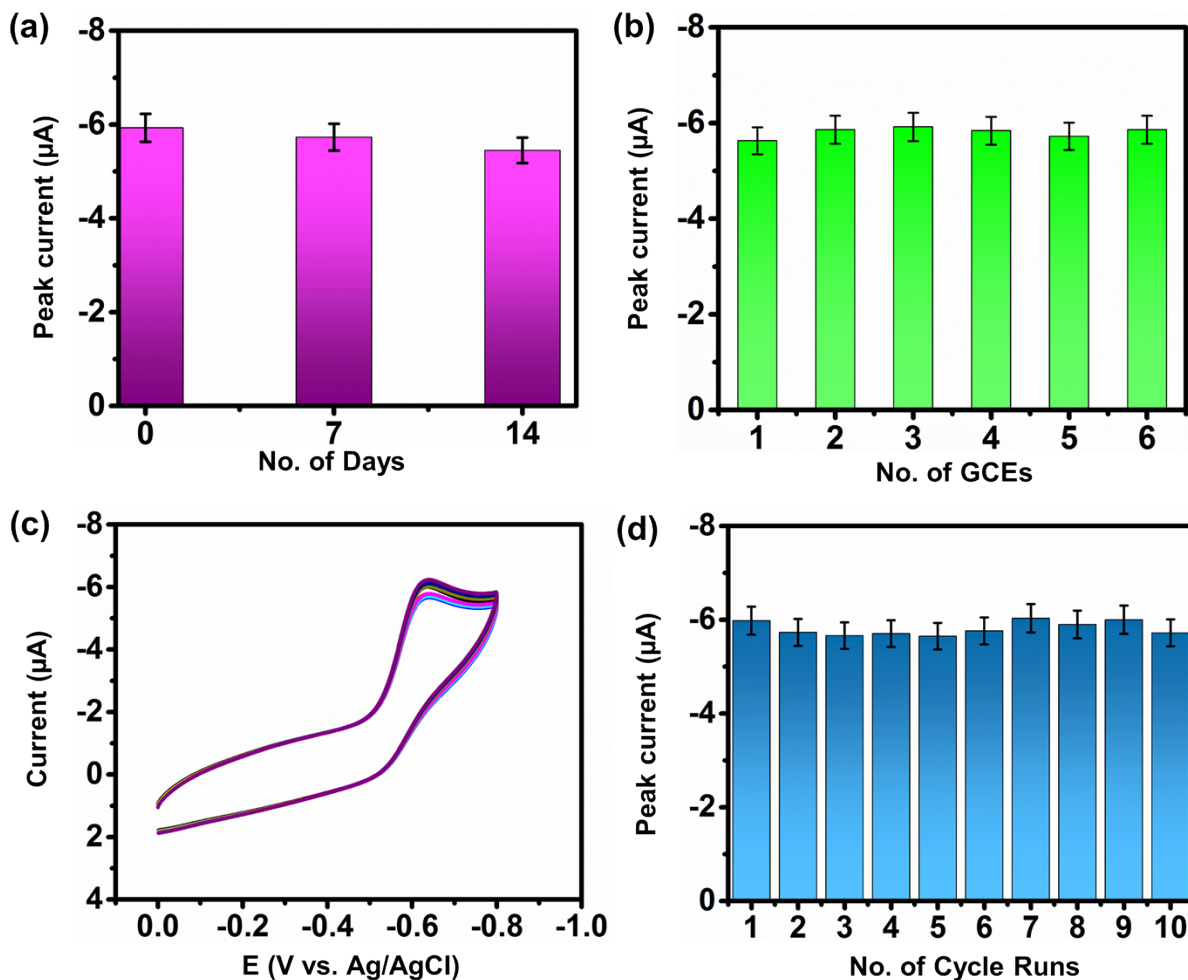 (a)
-8
-6
-4
-2
0
Peak current (μA)
0 7 14
No. of Days
(b)
-8
-6
-4
-2
0
Peak current (μA)
1 2 3 4 5 6
No. of GCEs
(c)
-8
-6
-4
-2
0
2
4
Current (μA)
0.0 -0.2 -0.4 -0.6 -0.8 -1.0
E (V vs. Ag/AgCl)
(d)
-8
-6
-4
-2
0
Peak current (μA)
1 2 3 4 5 6 7 8 9 10
No. of Cycle Runs